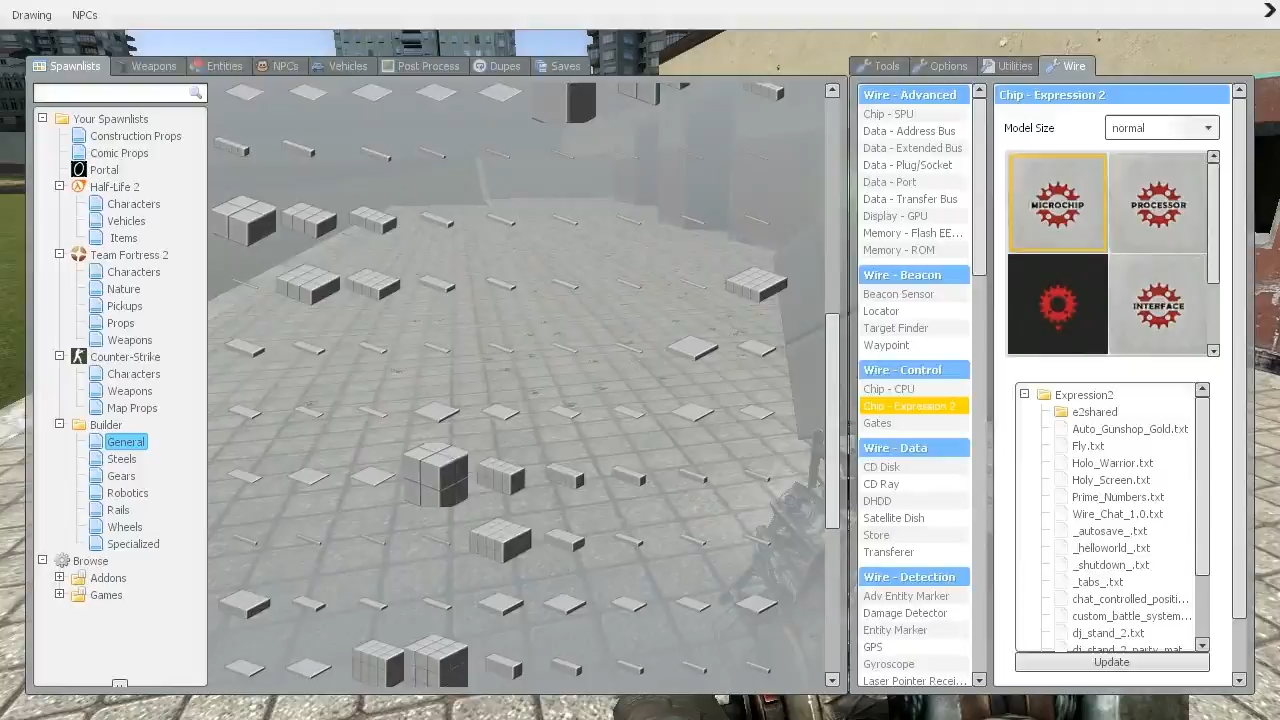 Drawing NPCs
Spawnlists Weapons Entities NPCs Vehicles Post Process Dupes Saves
Tools Options Utilities Wire
Your Spawnlists
Construction Props
Comic Props
Portal
Half-Life 2
Characters
Vehicles
Items
Team Fortress 2
Characters
Nature
Pickups
Props
Weapons
Counter-Strike
Characters
Weapons
Map Props
Builder
General
Steels
Gears
Robotics
Rails
Wheels
Specialized
Browse
Addons
Games
Wire - Advanced
Chip - SPU
Data - Address Bus
Data - Extended Bus
Data - Plug/Socket
Data - Port
Data - Transfer Bus
Display - GPU
Memory - Flash EE...
Memory - ROM
Wire - Beacon
Beacon Sensor
Locator
Target Finder
Waypoint
Wire - Control
Chip - CPU
Chip - Expression 2
Gates
Wire - Data
CD Disk
CD Ray
DHDD
Satellite Dish
Store
Transferer
Wire - Detection
Adv Entity Marker
Damage Detector
Entity Marker
GPS
Gyroscope
Laser Pointer Recei...
Chip - Expression 2
Model Size normal
MICROCHIP PROCESSOR
INTERFACE
Expression2
e2shared
Auto_Gunshop_Gold.txt
Fly.txt
Holo_Warrior.txt
Holy_Screen.txt
Prime_Numbers.txt
Wire_Chat_1.0.txt
_autosave_.txt
_helloworld_.txt
_shutdown_.txt
_tabs_.txt
chat_controlled_positi...
custom_battle_system...
dj_stand_2.txt
dj_stand_2_party_mat...
Update